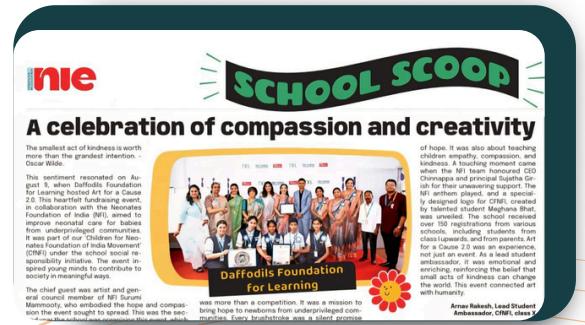 nie
SCHOOL SCOOP
A celebration of compassion and creativity
The smallest act of kindness is worth
more than the grandest intention. -
Oscar Wilde.
This sentiment resonated on Au-
gust 9, when Daffodils Foundation
for Learning hosted Art for a Cause
2.0. This heartfelt fundraising event,
in collaboration with the Neonates
Foundation of India (NFI), aimed to
improve neonatal care for babies
from underprivileged communities.
It was part of our 'Children for Neo-
nates Foundation of India Movement'
(CfNFI) under the school social re-
sponsibility initiative. The event in-
spired young minds to contribute to
society in meaningful ways.
The chief guest was artist and gen-
eral council member of NFI Surumi
Mammooty, who embodied the hope and compas-
sion the event sought to spread. This was the sec-
ond year the school was organising this event, which
Daffodils Foundation
for Learning
was more than a competition. It was a mission to
bring hope to newborns from underprivileged com-
munities. Every brushstroke was a silent promise
of hope. It was also about teaching
children empathy, compassion, and
kindness. A touching moment came
when the NFI team honoured CEO
Chinnappa and principal Sujatha Gir-
ish for their unwavering support. The
NFI anthem played, and a special-
ly designed logo for CfNFI, created
by talented student Meghana Bhat,
was unveiled. The school received
over 150 registrations from various
schools, including students from
class I upwards, and from parents. Art
for a Cause 2.0 was an experience,
not just an event. As a lead student
ambassador, it was emotional and
enriching, reinforcing the belief that
small acts of kindness can change
the world. This event connected art
with humanity.
Arnav Rakesh, Lead Student
Ambassador, CfNFI, class X